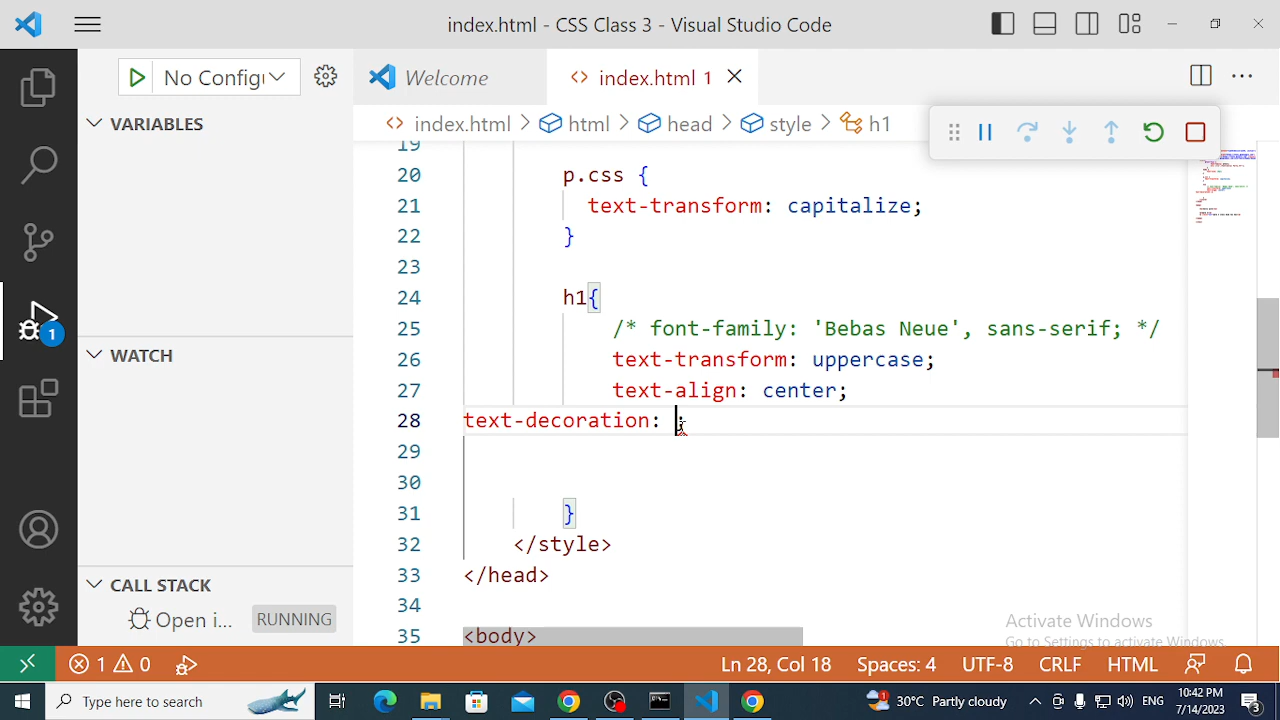 index.html - CSS Class 3 - Visual Studio Code
No Config
Welcome
index.html 1
VARIABLES
index.html > html > head > style > h1
19
20 p.css {
21 text-transform: capitalize;
22 }
23
24 h1{
25 /* font-family: 'Bebas Neue', sans-serif; */
26 text-transform: uppercase;
27 text-align: center;
28 text-decoration: ;
29
30
31 }
32 </style>
33 </head>
34
35 <body>
1
WATCH
CALL STACK
Open i... RUNNING
Activate Windows
Go to Settings to activate Windows.
1 0 Ln 28, Col 18 Spaces: 4 UTF-8 CRLF HTML
Type here to search
30°C Partly cloudy
ENG
10:42 PM
7/14/2023
3